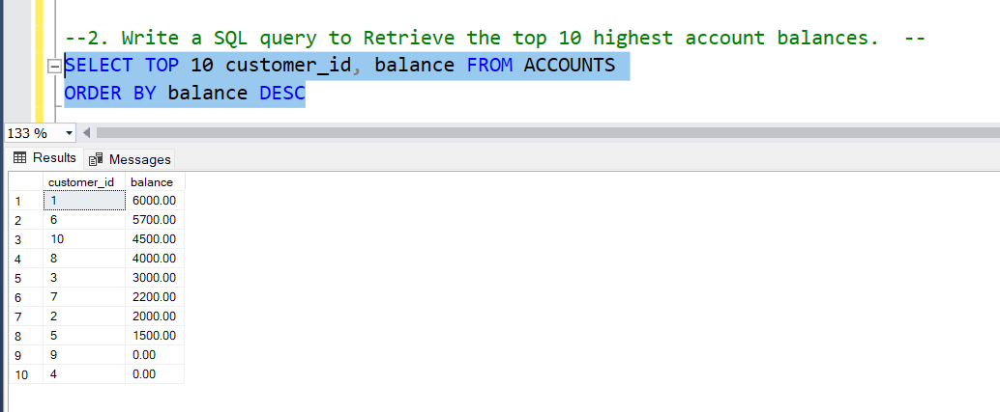 --2. Write a SQL query to Retrieve the top 10 highest account balances.  --
SELECT TOP 10 customer_id, balance FROM ACCOUNTS
ORDER BY balance DESC
133 %
Results Messages
customer_id balance
1 1 6000.00
2 6 5700.00
3 10 4500.00
4 8 4000.00
5 3 3000.00
6 7 2200.00
7 2 2000.00
8 5 1500.00
9 9 0.00
10 4 0.00